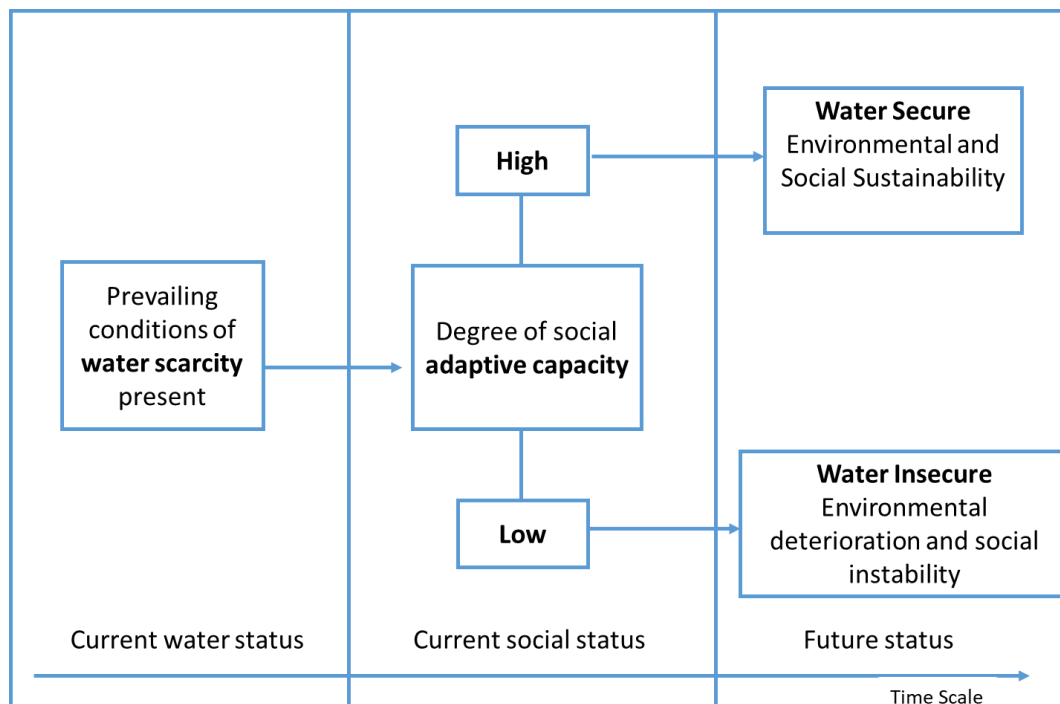 Prevailing
conditions of
water scarcity
present
High
Degree of social
adaptive capacity
Low
Water Secure
Environmental and
Social Sustainability
Water Insecure
Environmental
deterioration and social
instability
Current water status
Current social status
Future status
Time Scale